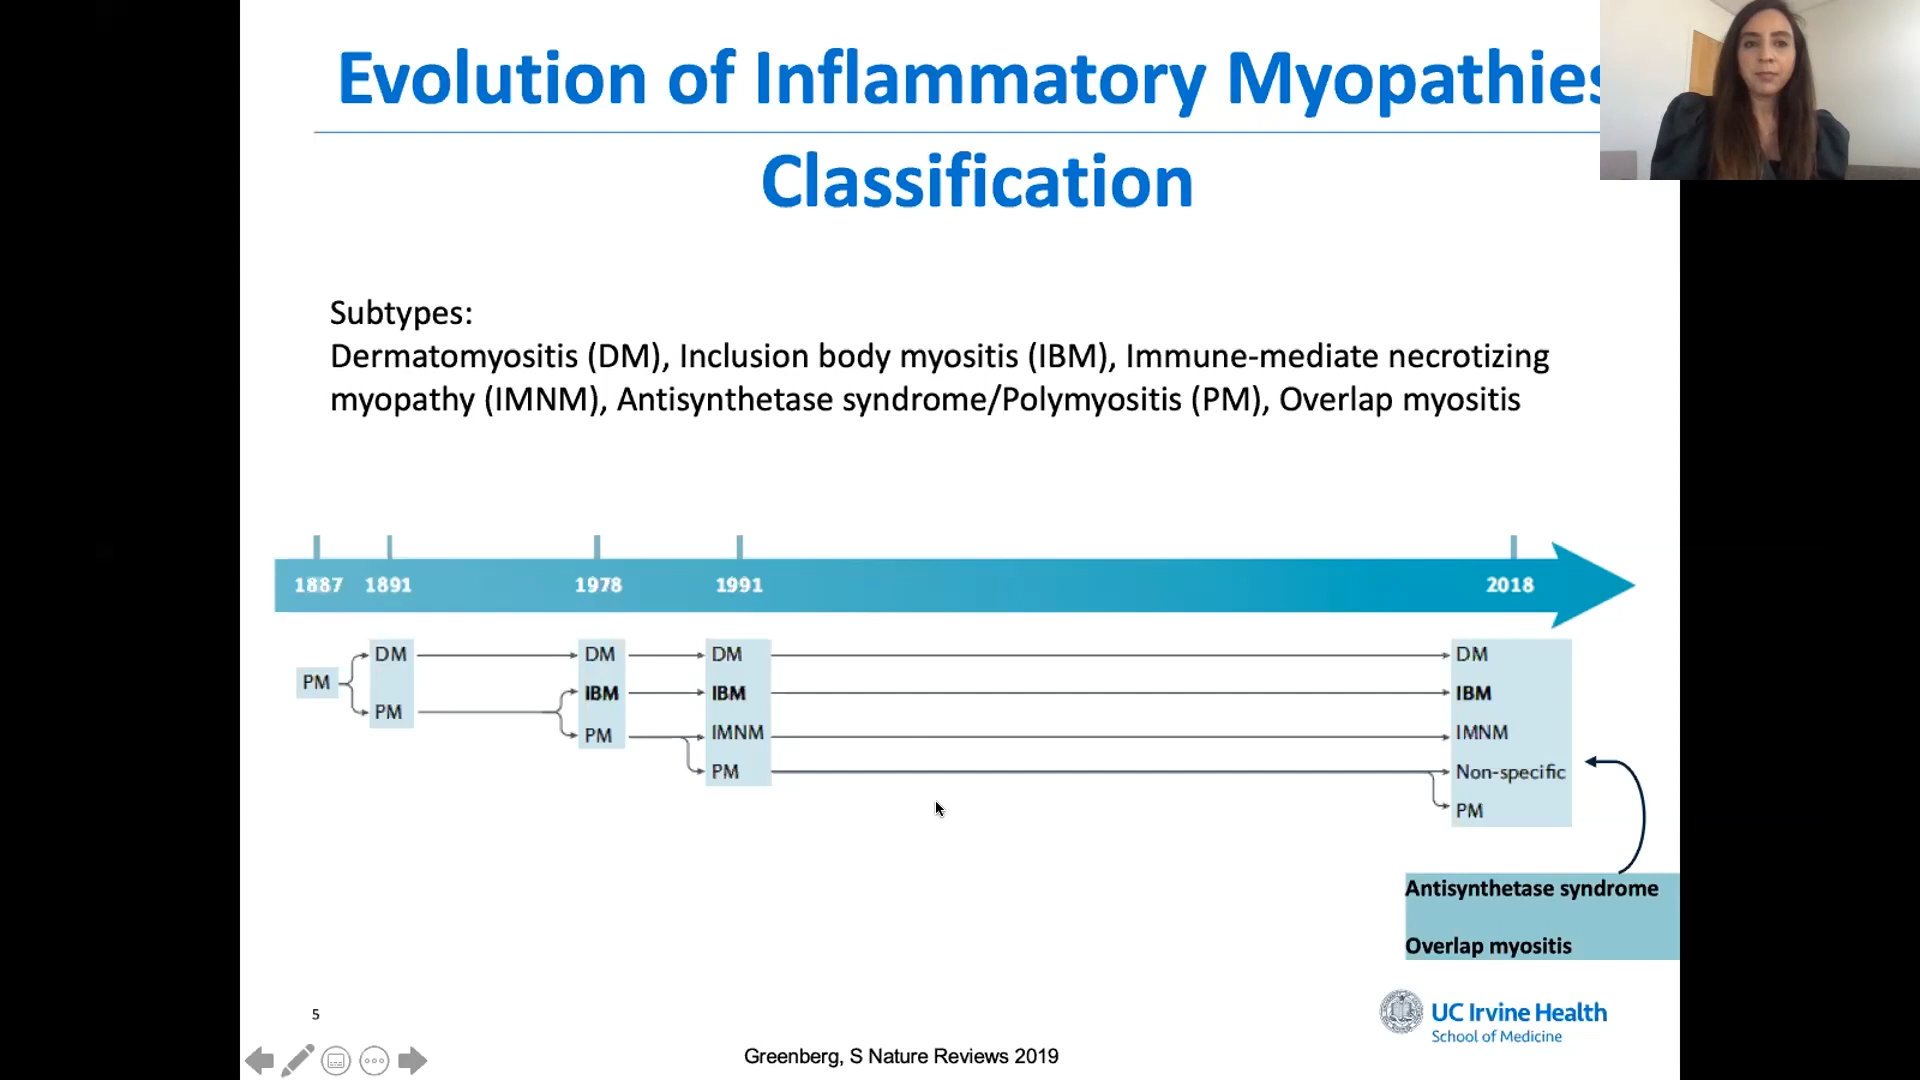 Evolution of Inflammatory Myopathies
Classification
Subtypes:
Dermatomyositis (DM), Inclusion body myositis (IBM), Immune-mediate necrotizing
myopathy (IMNM), Antisynthetase syndrome/Polymyositis (PM), Overlap myositis
1887 1891 1978 1991 2018
DM DM DM DM
PM
IBM IBM IBM
PM
PM IMNM IMNM
PM Non-specific
PM
Antisynthetase syndrome
Overlap myositis
5
UC Irvine Health
School of Medicine
Greenberg, S Nature Reviews 2019